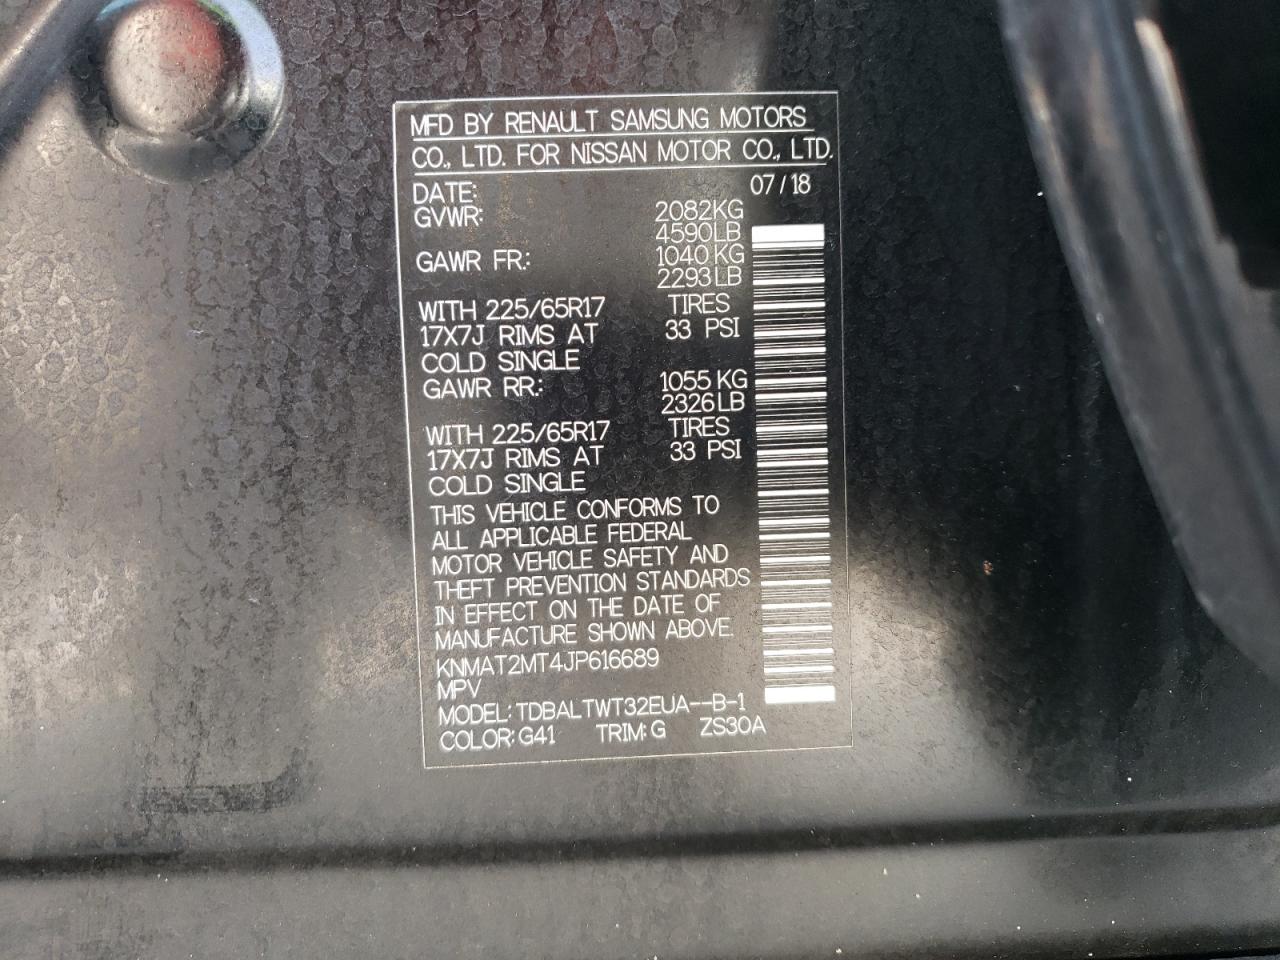 MFD BY RENAULT SAMSUNG MOTORS
CO., LTD. FOR NISSAN MOTOR CO., LTD.
DATE: 07/18
GVWR: 2082KG
4590LB
GAWR FR: 1040KG
2293LB
WITH 225/65R17 TIRES
17X7J RIMS AT 33 PSI
COLD SINGLE
GAWR RR: 1055KG
2326LB
WITH 225/65R17 TIRES
17X7J RIMS AT 33 PSI
COLD SINGLE
THIS VEHICLE CONFORMS TO
ALL APPLICABLE FEDERAL
MOTOR VEHICLE SAFETY AND
THEFT PREVENTION STANDARDS
IN EFFECT ON THE DATE OF
MANUFACTURE SHOWN ABOVE.
KNMAT2MT4JP616689
MPV
MODEL: TDBALTWT32EUA--B-1
COLOR: G41 TRIM: G ZS30A